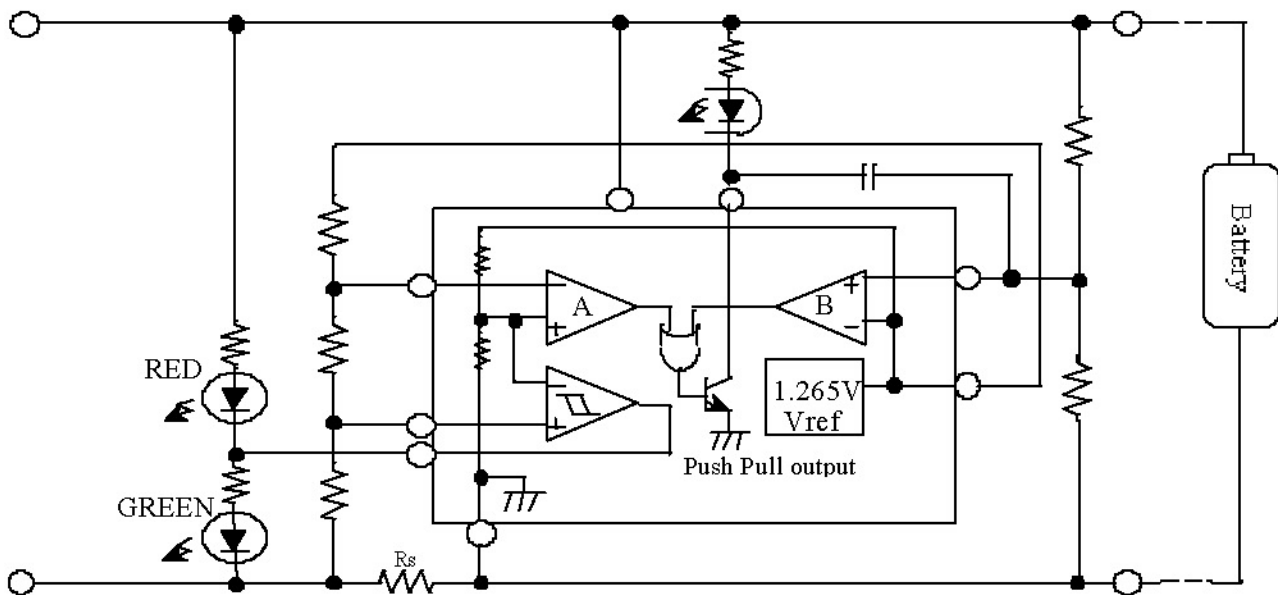 Battery
A
+
B
+
-
RED
1.265V
Vref
+
Push Pull output
GREEN
Rs